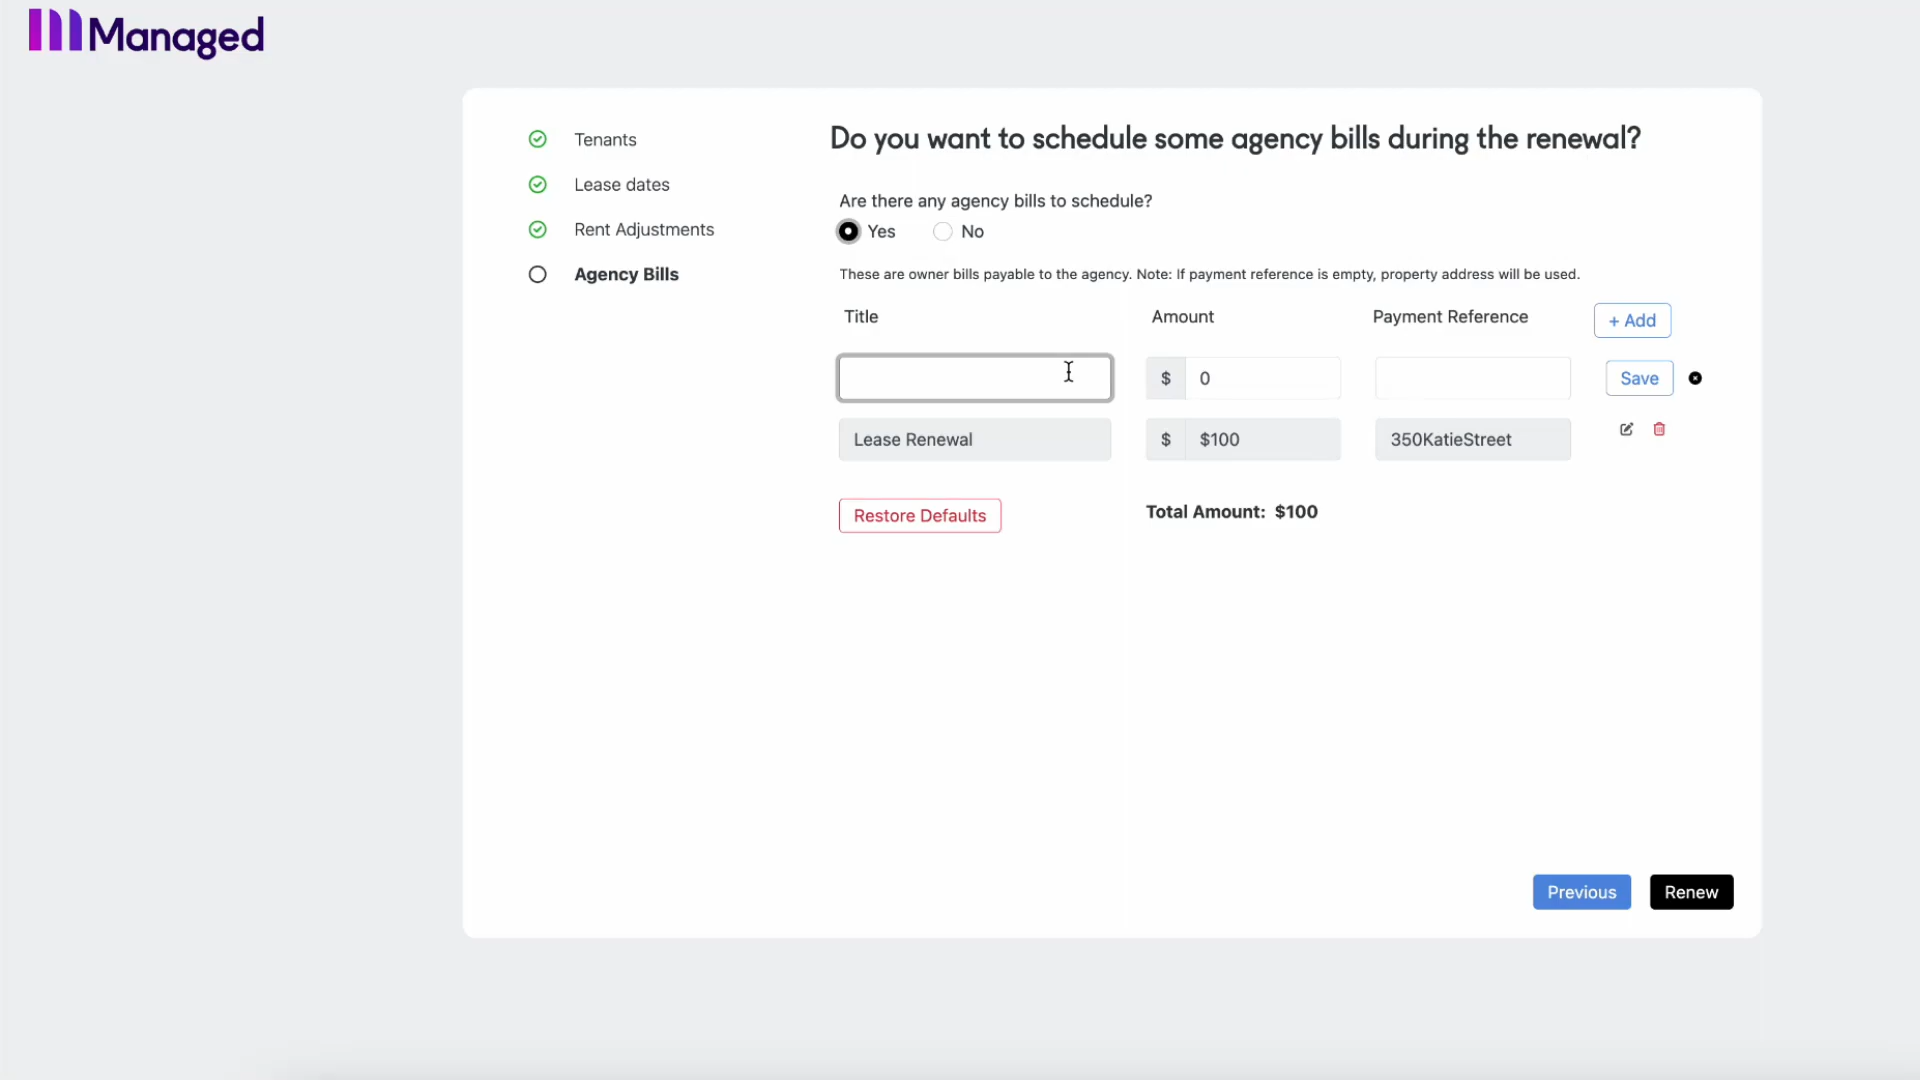 Managed
Tenants
Lease dates
Rent Adjustments
Agency Bills
Do you want to schedule some agency bills during the renewal?
Are there any agency bills to schedule?
Yes No
These are owner bills payable to the agency. Note: If payment reference is empty, property address will be used.
Title Amount Payment Reference + Add
$ 0 Save
Lease Renewal $ $100 350KatieStreet
Restore Defaults Total Amount: $100
Previous Renew